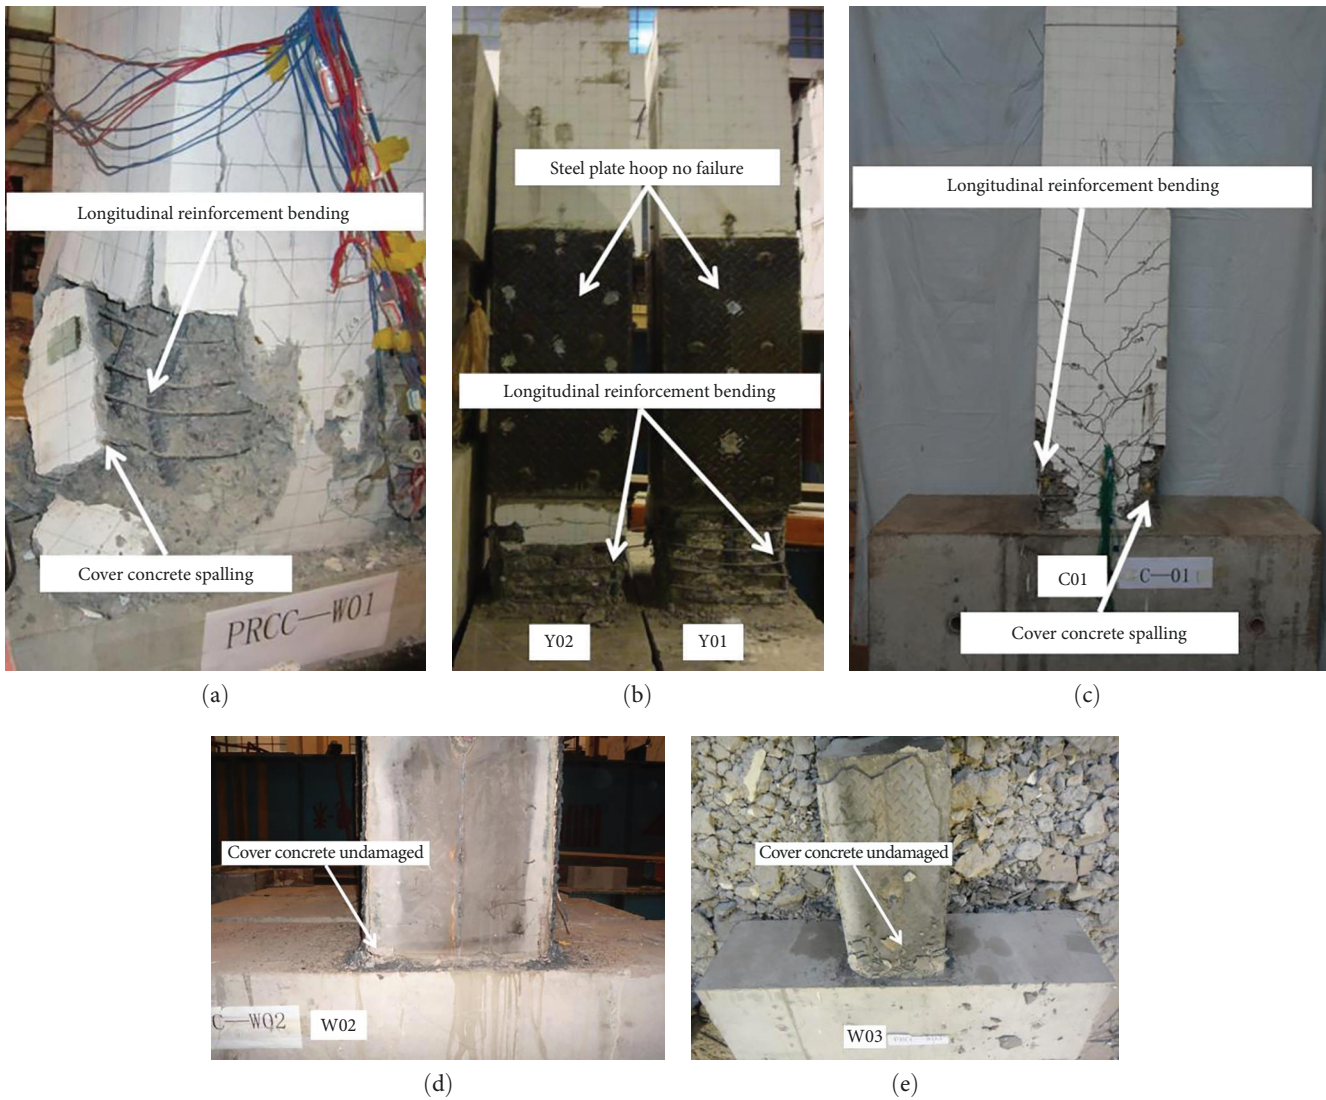 Longitudinal reinforcement bending
Cover concrete spalling
PRCC—W01
(a)
Steel plate hoop no failure
Longitudinal reinforcement bending
Y02
Y01
(b)
Longitudinal reinforcement bending
C01
C—01
Cover concrete spalling
(c)
Cover concrete undamaged
C—W02
W02
(d)
Cover concrete undamaged
W03
(e)